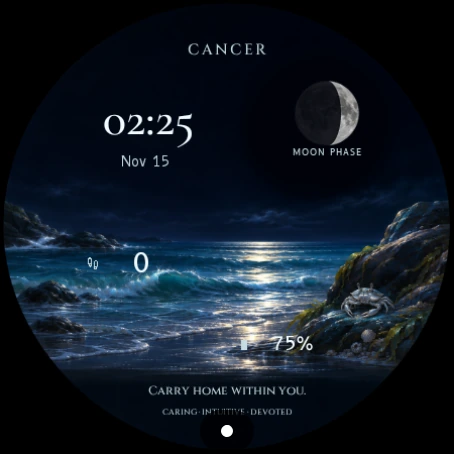 CANCER
02:25
Nov 15
MOON PHASE
0
75%
CARRY HOME WITHIN YOU.
CARING · INTUITIVE · DEVOTED